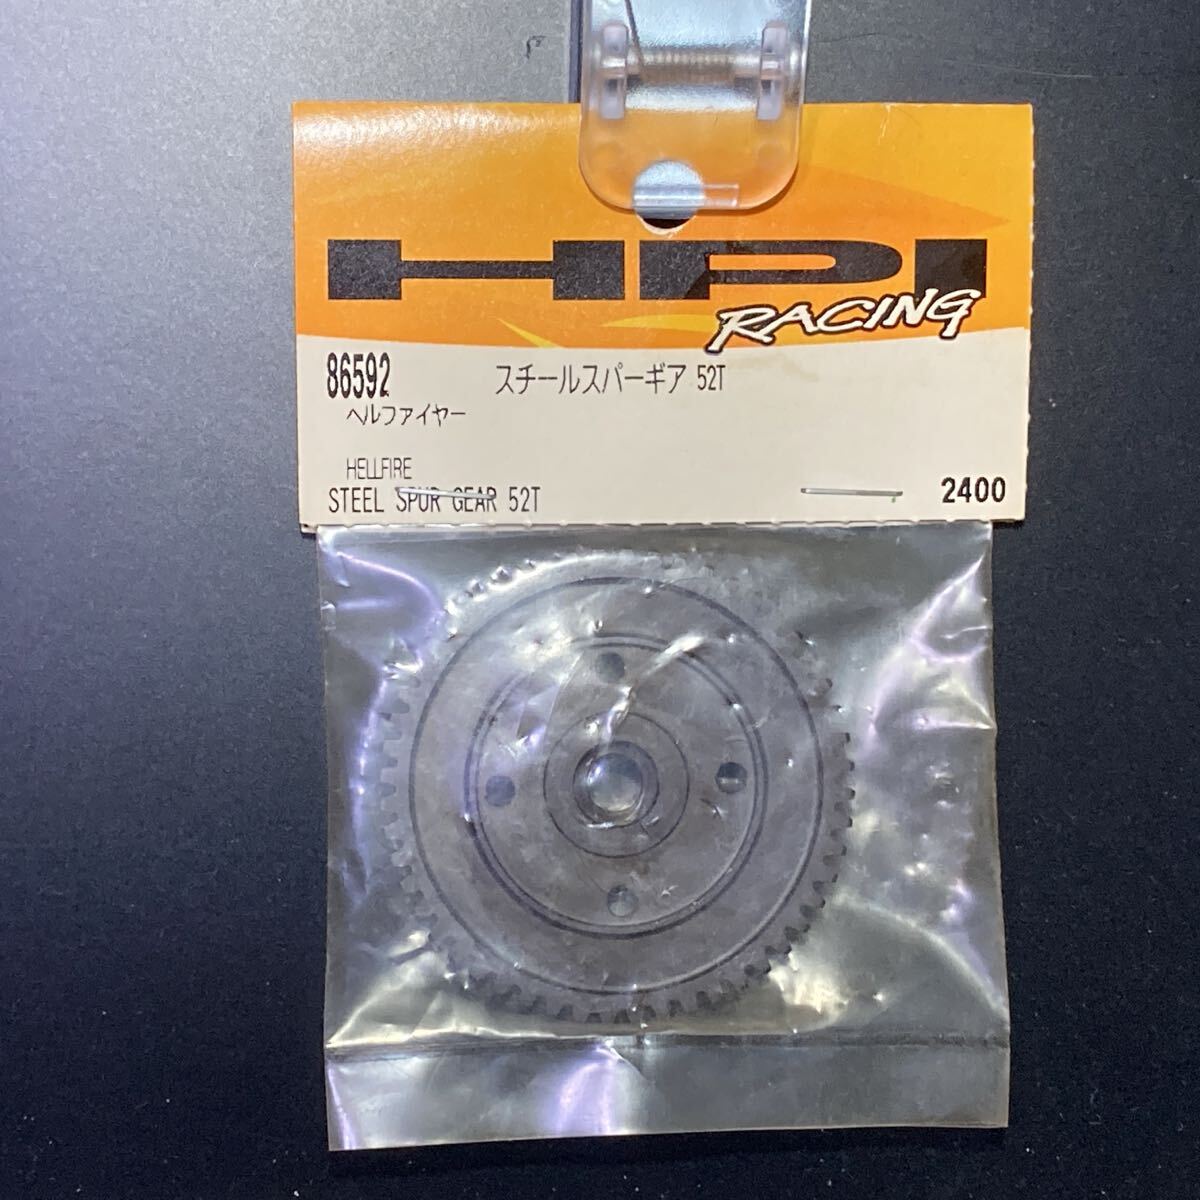 HPI
RACING
86592 スチールスパーギア 52T
ヘルファイヤー
HELLFIRE
STEEL SPUR GEAR 52T 2400